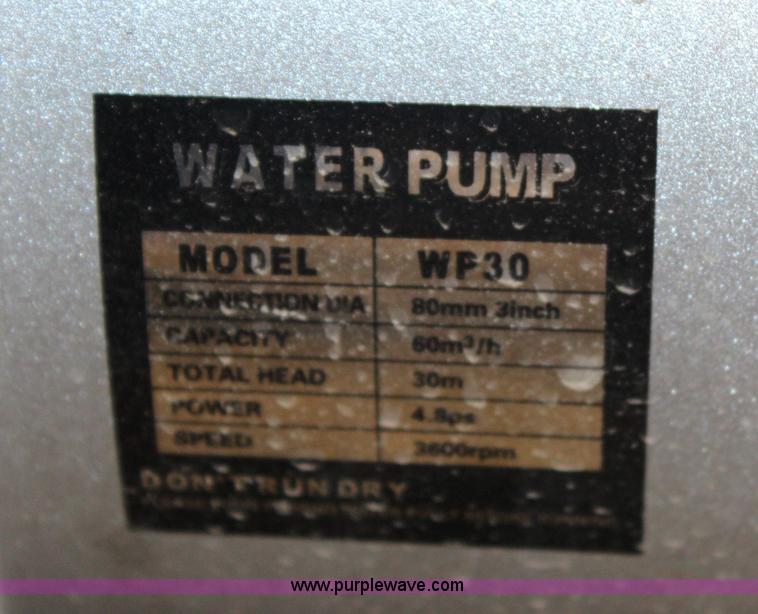 WATER PUMP
MODEL WP30
CONNECTION DIA 80mm 3inch
CAPACITY 60m³/h
TOTAL HEAD 30m
POWER 4.8ps
SPEED 3600rpm
DON'T RUN DRY
www.purplewave.com